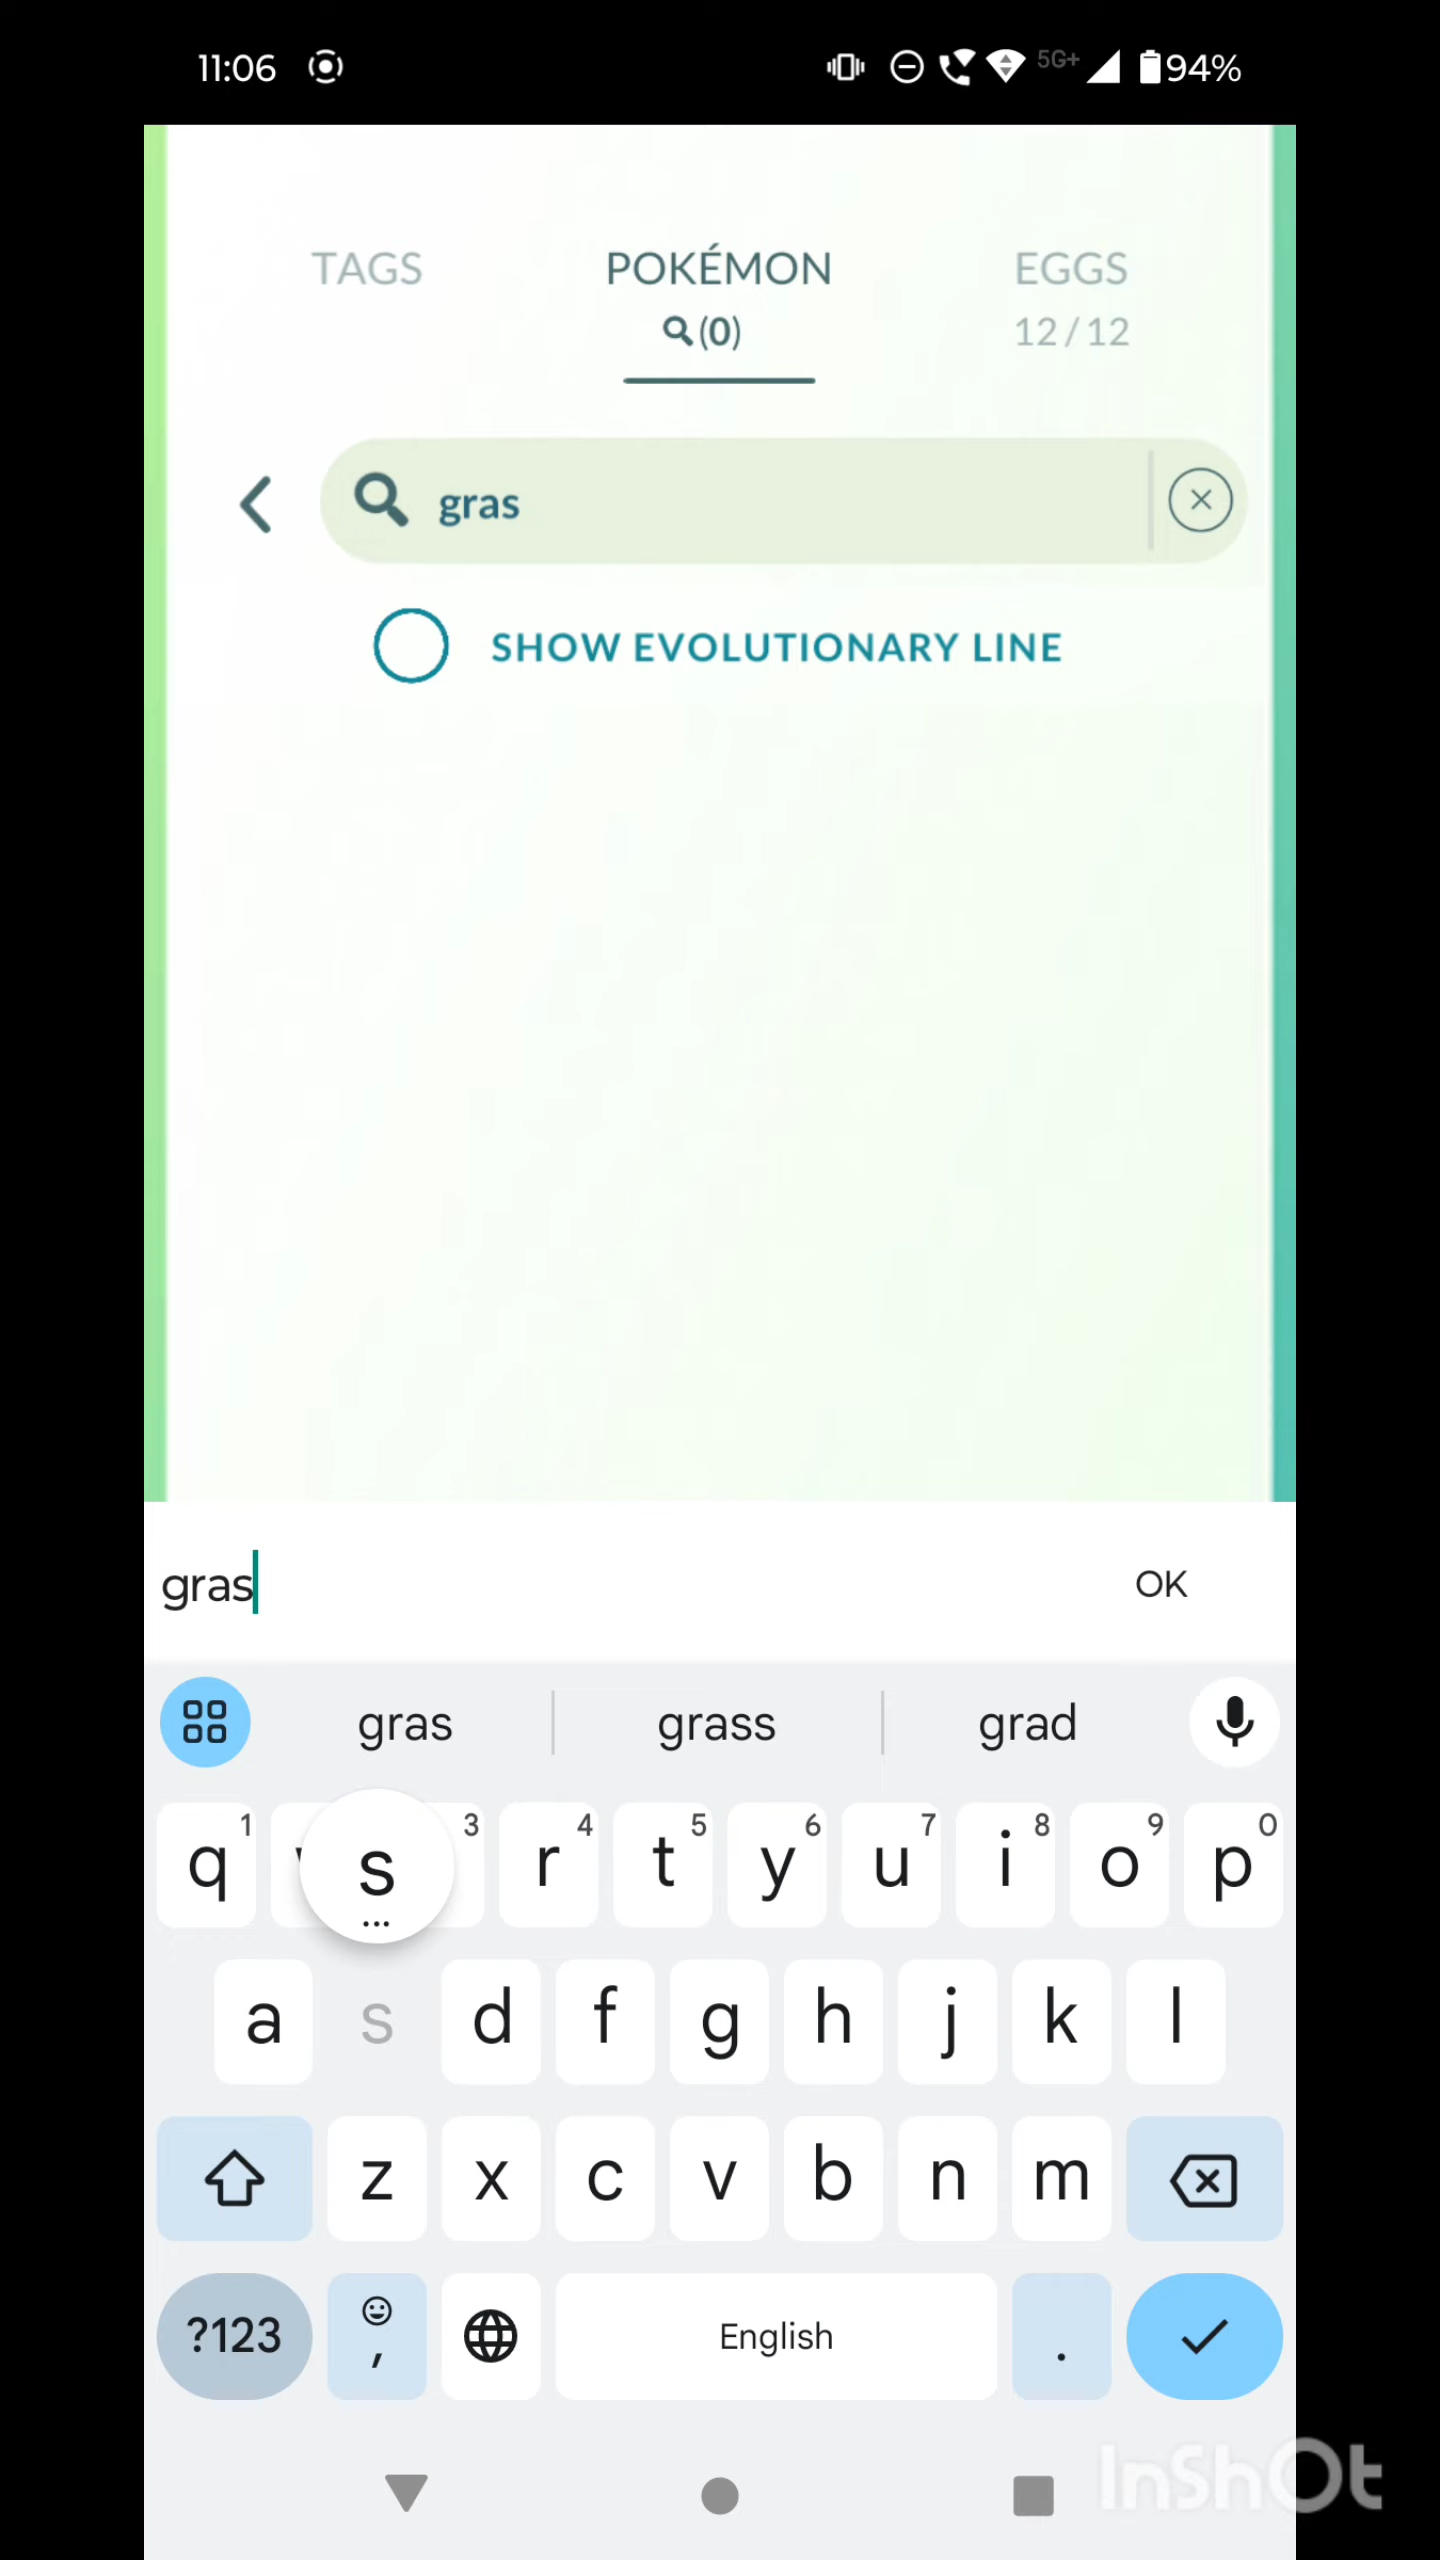 11:06 5G+ 94%
TAGS POKÉMON EGGS
(0) 12/12
gras
SHOW EVOLUTIONARY LINE
gras OK
gras grass grad
q 1 s 3 r 4 t 5 y 6 u 7 i 8 o 9 p 0
a s d f g h j k l
z x c v b n m
?123 , English .
InShOt